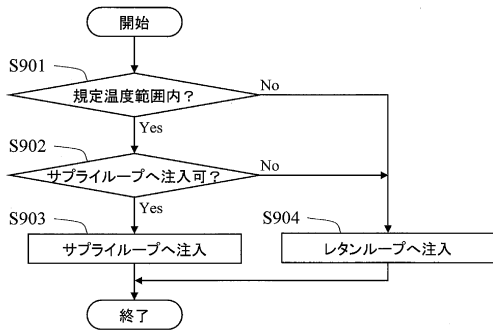 開始
S901
規定温度範囲内?
No
Yes
S902
サプライループへ注入可?
No
Yes
S903
サプライループへ注入
S904
レタンループへ注入
終了